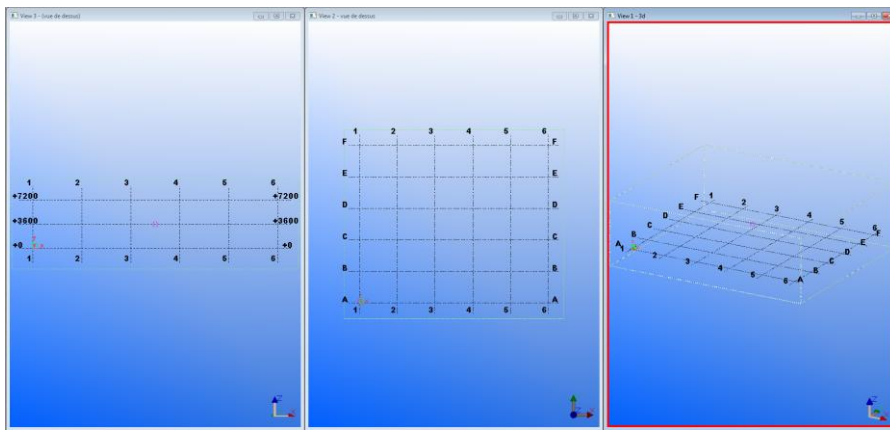 View 3 - (vue de dessus)
1 2 3 4 5 6
+7200 +7200
+3600 +3600
+0 +0
1 2 3 4 5 6
View 2 - vue de dessus
1 2 3 4 5 6
F F
E E
D D
C C
B B
A A
1 2 3 4 5 6
View 1 - 3d
F 1
E 2
D 3
C 4
B 5
A 1 6
2 F
3 E
4 D
5 C
6 A B